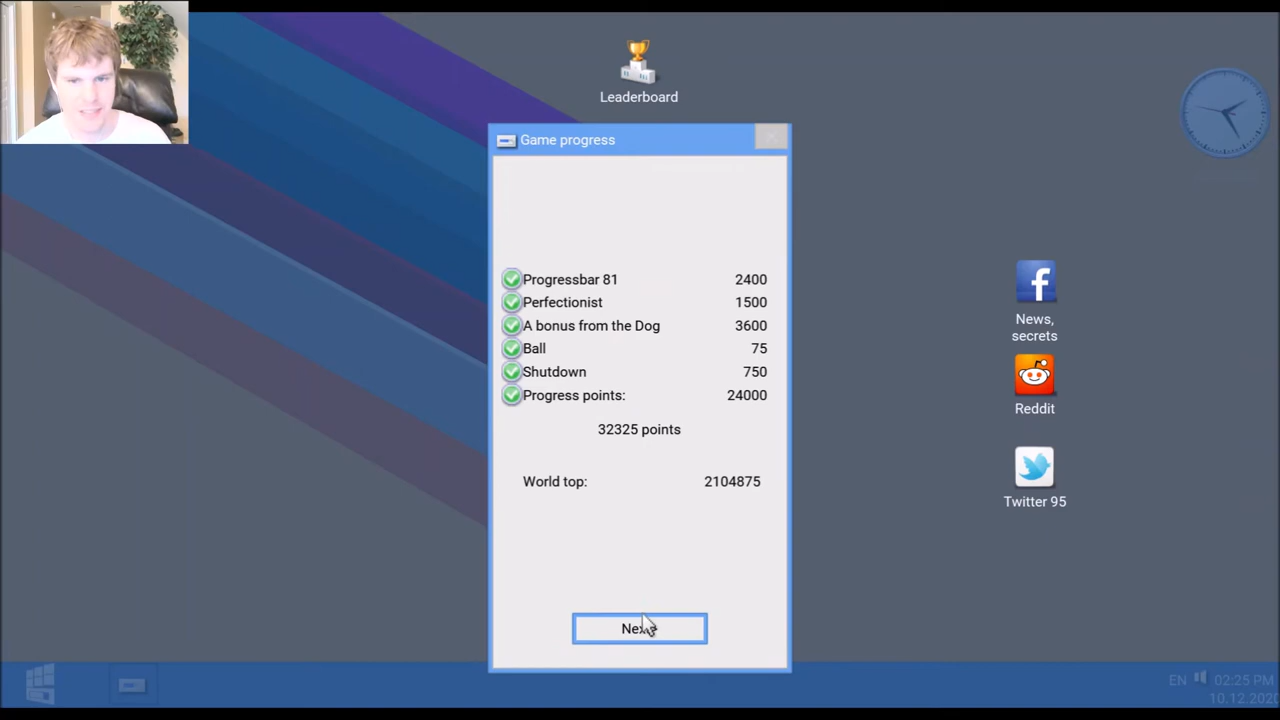 Leaderboard
Game progress
Progressbar 81 2400
Perfectionist 1500
A bonus from the Dog 3600
Ball 75
Shutdown 750
Progress points: 24000
32325 points
World top: 2104875
News,
secrets
Reddit
Twitter 95
EN 02:25 PM